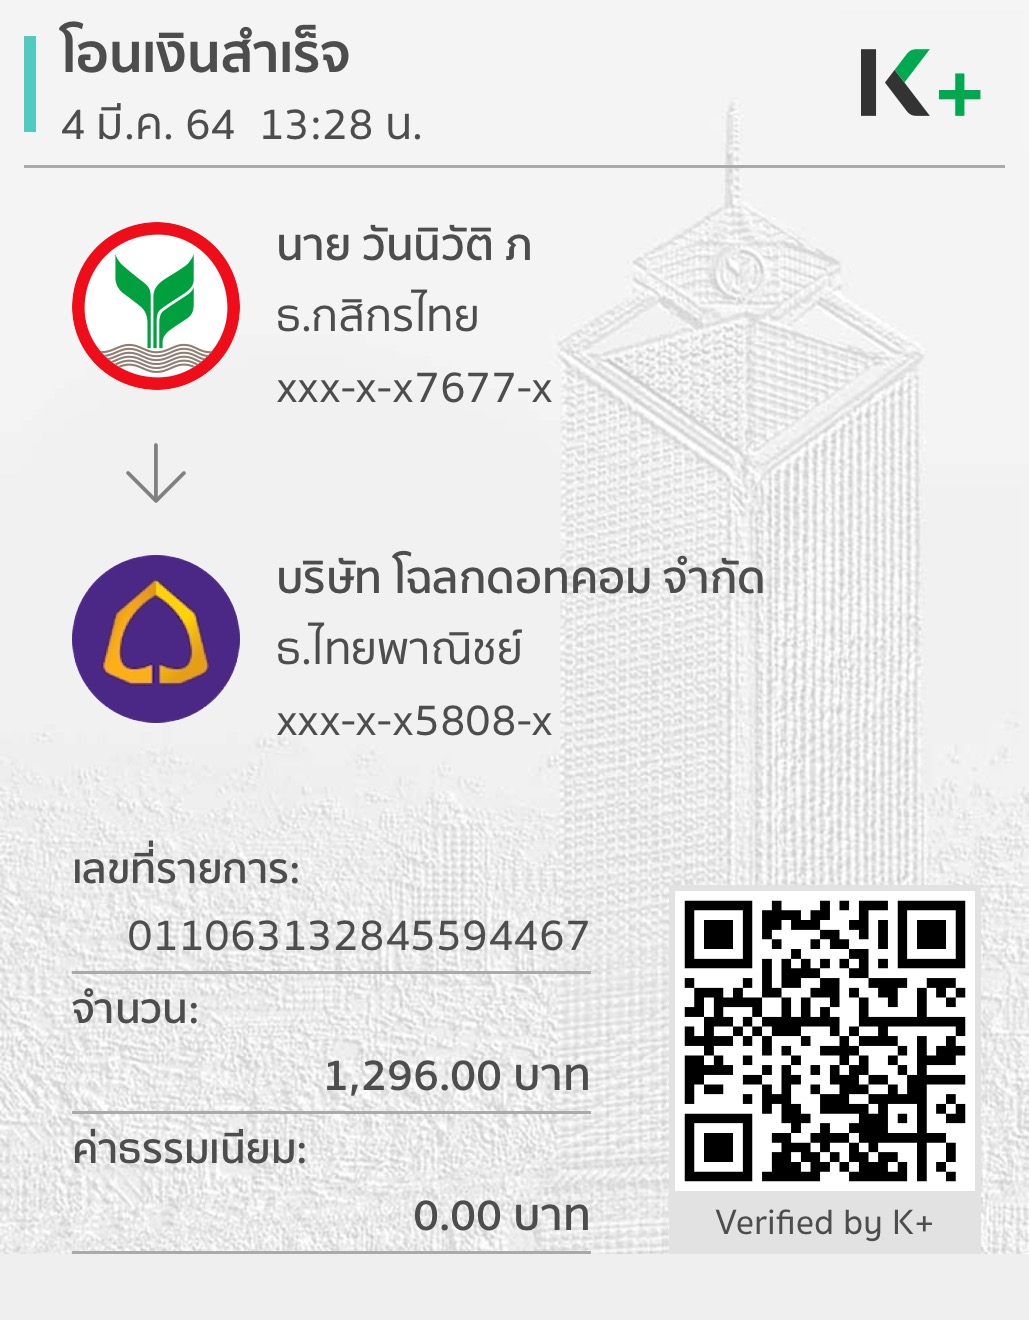 โอนเงินสำเร็จ
4 มี.ค. 64 13:28 น.
K+
นาย วันนิวัติ ภ
ธ.กสิกรไทย
xxx-x-x7677-x
บริษัท โฉลกดอทคอม จำกัด
ธ.ไทยพาณิชย์
xxx-x-x5808-x
เลขที่รายการ:
011063132845594467
จำนวน:
1,296.00 บาท
ค่าธรรมเนียม:
0.00 บาท
Verified by K+